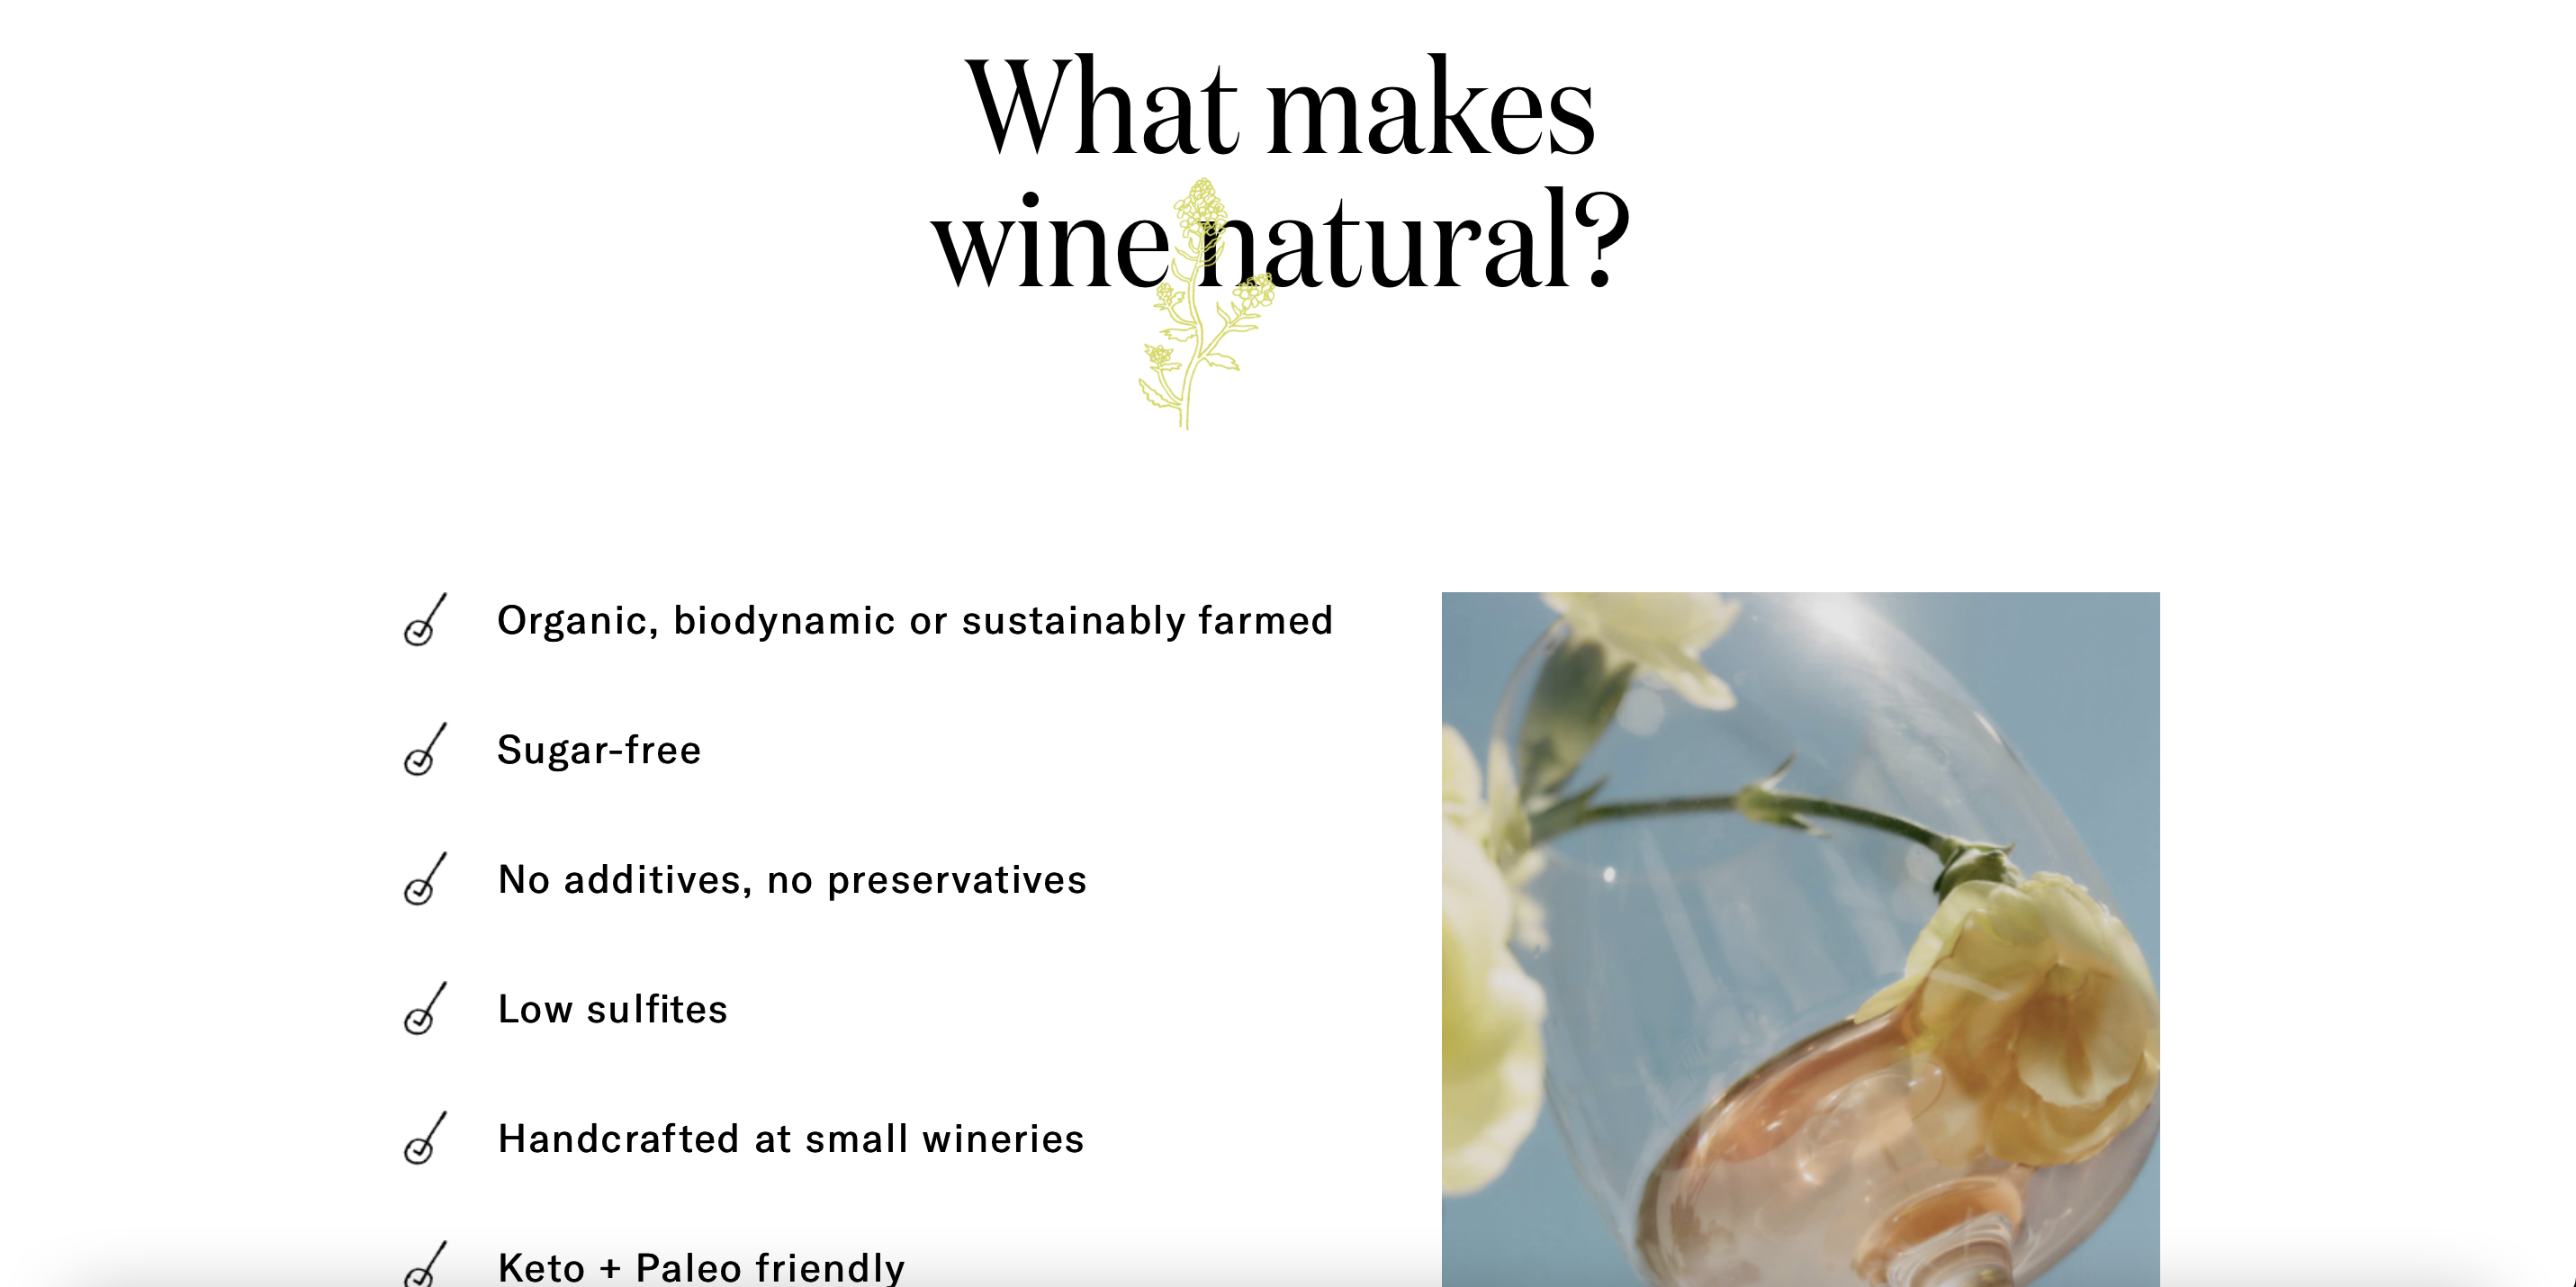 What makes
wine natural?
Organic, biodynamic or sustainably farmed
Sugar-free
No additives, no preservatives
Low sulfites
Handcrafted at small wineries
Keto + Paleo friendly